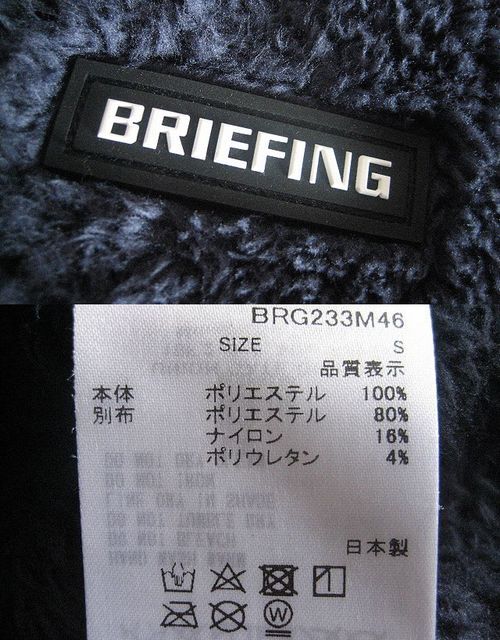 BRIEFING
BRG233M46
SIZE S
品質表示
本体 ポリエステル 100%
別布 ポリエステル 80%
ナイロン 16%
ポリウレタン 4%
日本製
W